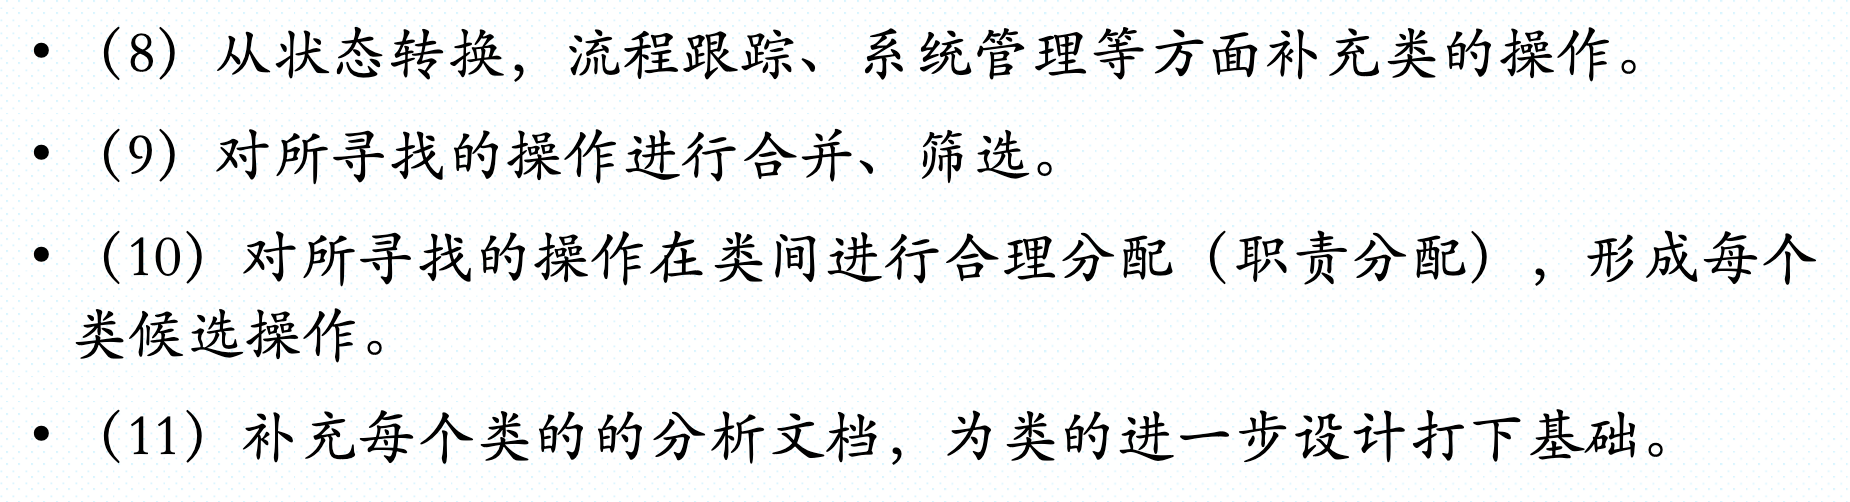 • （8）从状态转换，流程跟踪、系统管理等方面补充类的操作。
• （9）对所寻找的操作进行合并、筛选。
• （10）对所寻找的操作在类间进行合理分配（职责分配），形成每个
类候选操作。
• （11）补充每个类的的分析文档，为类的进一步设计打下基础。